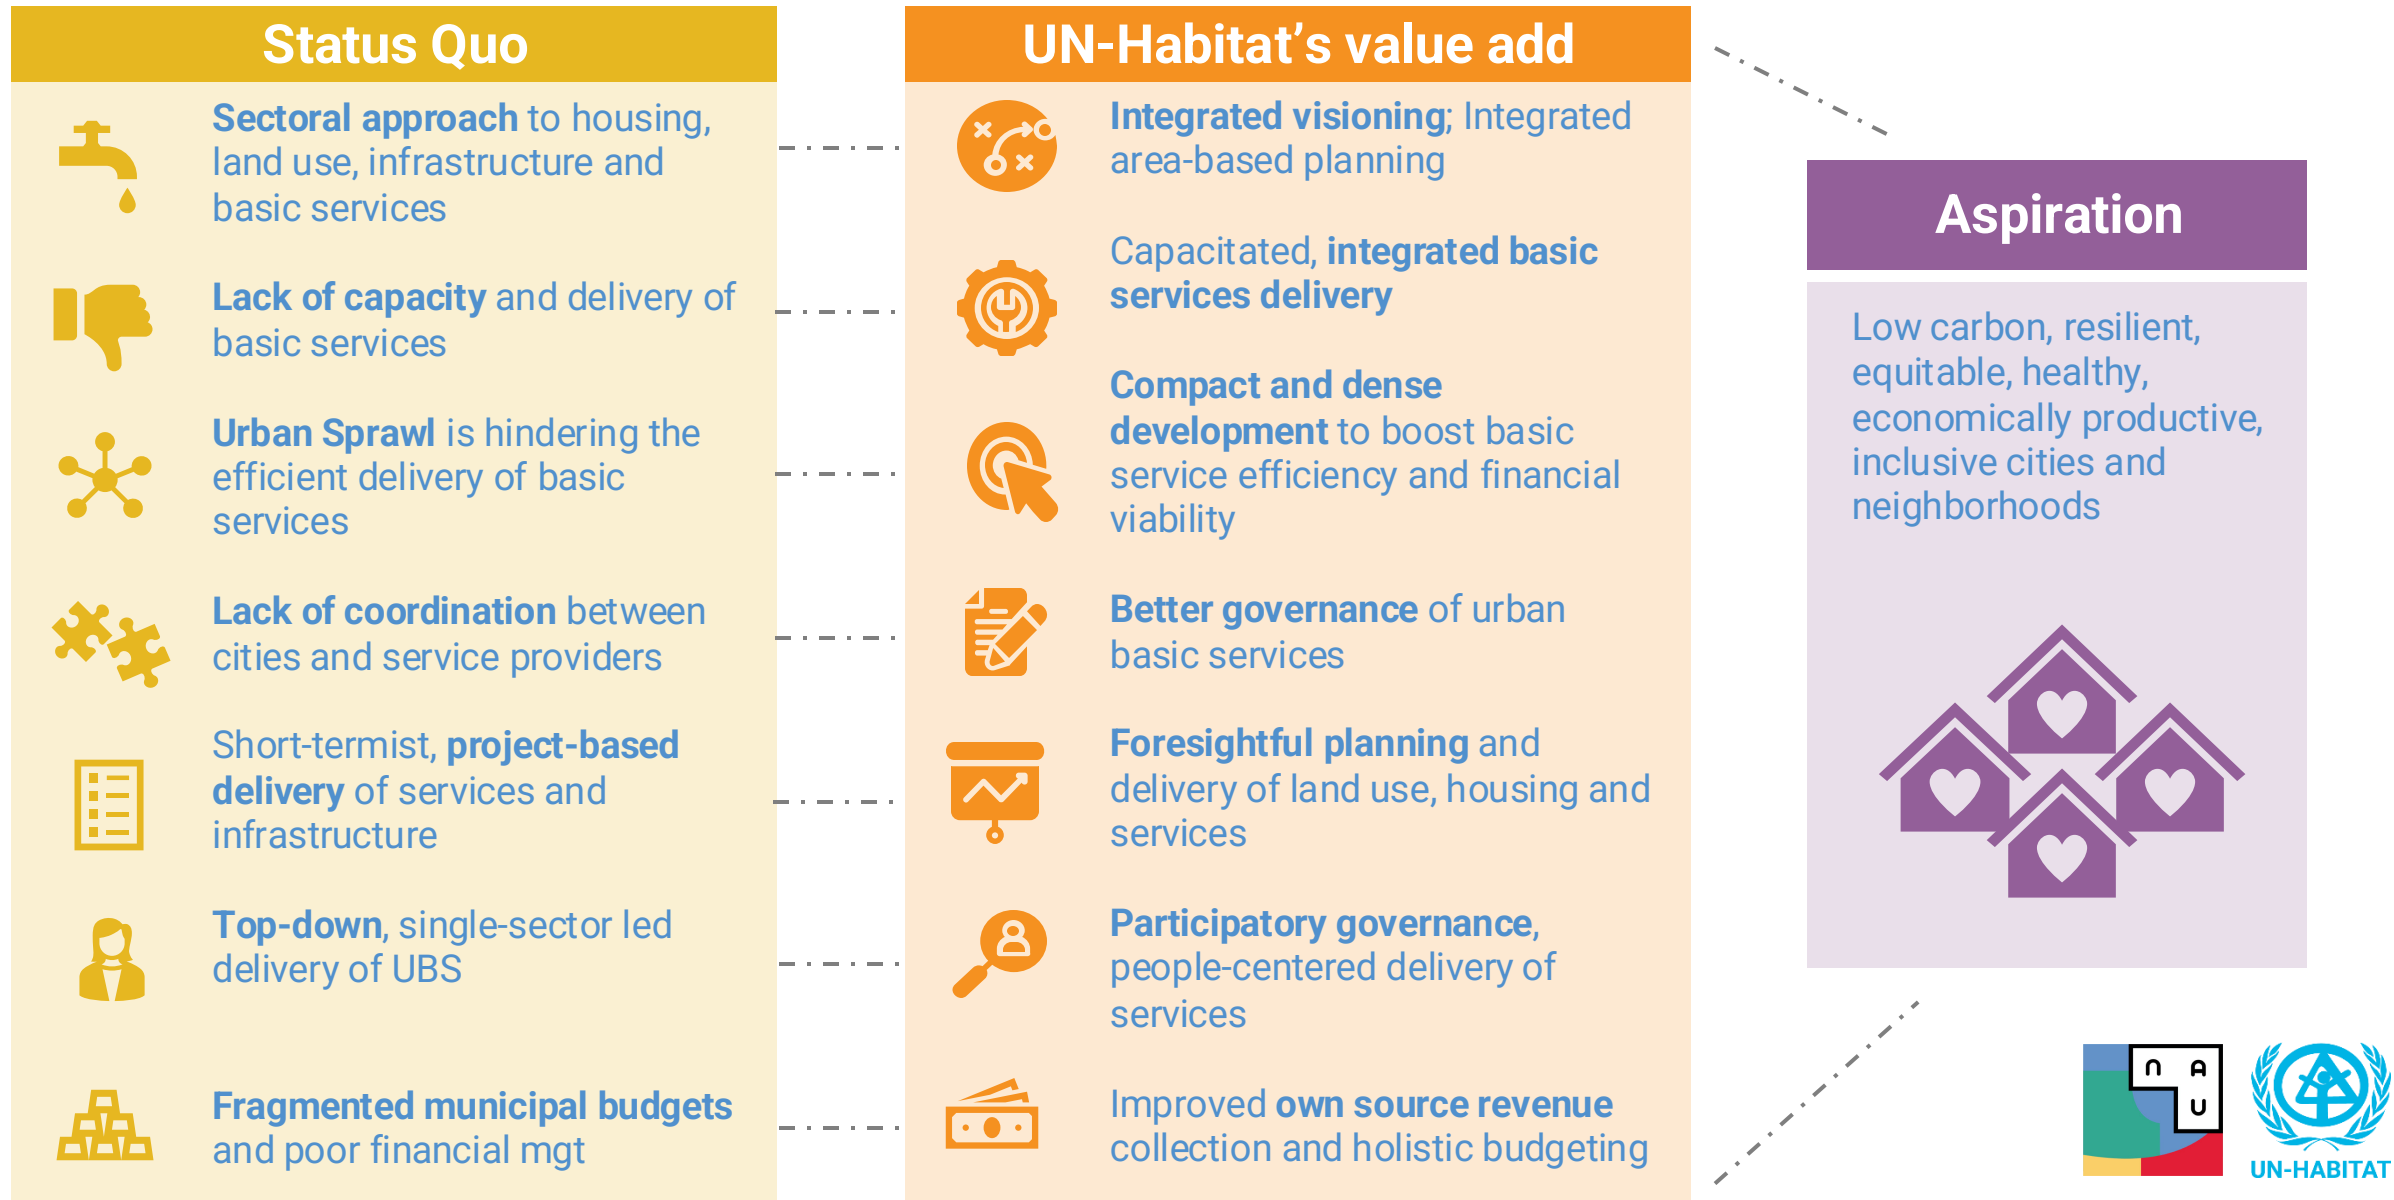 Status Quo
Sectoral approach to housing,
land use, infrastructure and
basic services
Lack of capacity and delivery of
basic services
Urban Sprawl is hindering the
efficient delivery of basic
services
Lack of coordination between
cities and service providers
Short-termist, project-based
delivery of services and
infrastructure
Top-down, single-sector led
delivery of UBS
Fragmented municipal budgets
and poor financial mgt
UN-Habitat’s value add
Integrated visioning; Integrated
area-based planning
Capacitated, integrated basic
services delivery
Compact and dense
development to boost basic
service efficiency and financial
viability
Better governance of urban
basic services
Foresightful planning and
delivery of land use, housing and
services
Participatory governance,
people-centered delivery of
services
Improved own source revenue
collection and holistic budgeting
Aspiration
Low carbon, resilient,
equitable, healthy,
economically productive,
inclusive cities and
neighborhoods
N A
U
UN-HABITAT